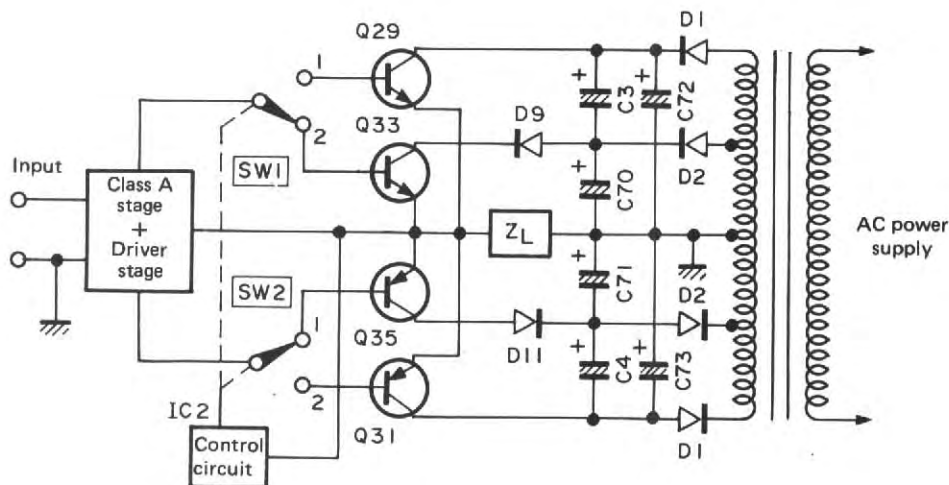 D1
Q29
1
+
+
C3
C72
Q33
D9
2
SW1
D2
Input
+
C70
Class A
stage
+
Driver
stage
ZL
AC power
supply
+
C71
SW2
D2
1
Q35
D11
+
+
C4
C73
2
IC2
Q31
D1
Control
circuit